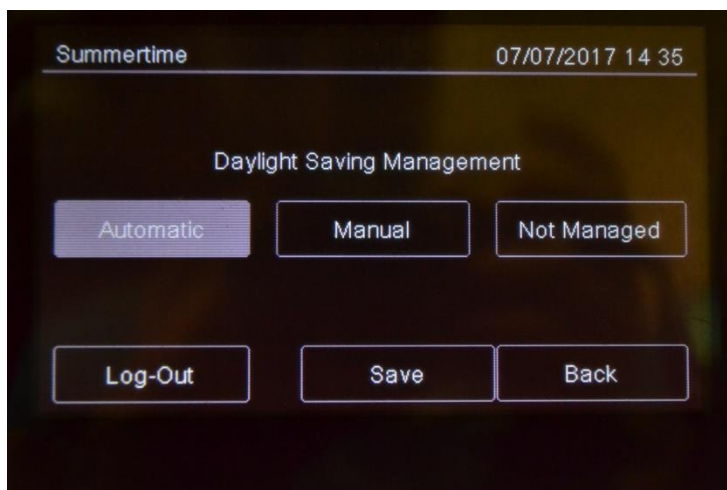 Summertime 07/07/2017 14 35
Daylight Saving Management
Automatic Manual Not Managed
Log-Out Save Back